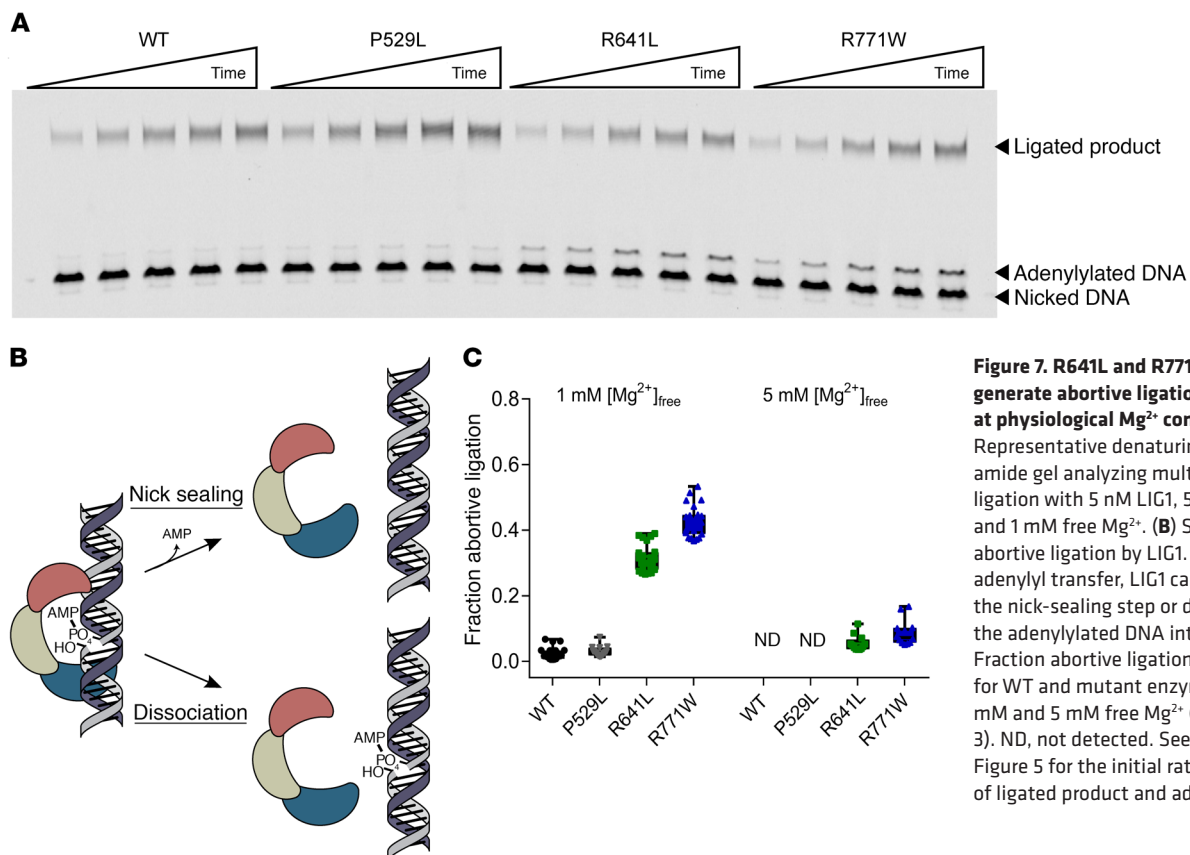 A
WT P529L R641L R771W
Time Time Time Time
Ligated product
Adenylylated DNA
Nicked DNA
B
Nick sealing
AMP
AMP
PO4
HO
Dissociation
AMP
PO4
HO
C
1 mM [Mg2+]free 5 mM [Mg2+]free
Fraction abortive ligation
0.8
0.6
0.4
0.2
0.0
ND ND
WT P529L R641L R771W WT P529L R641L R771W
Figure 7. R641L and R771
generate abortive ligation
at physiological Mg2+ con
Representative denaturin
amide gel analyzing mult
ligation with 5 nM LIG1, 5
and 1 mM free Mg2+. (B) S
abortive ligation by LIG1.
adenylyl transfer, LIG1 ca
the nick-sealing step or d
the adenylylated DNA int
Fraction abortive ligation
for WT and mutant enzym
mM and 5 mM free Mg2+ (
3). ND, not detected. See
Figure 5 for the initial rat
of ligated product and ad